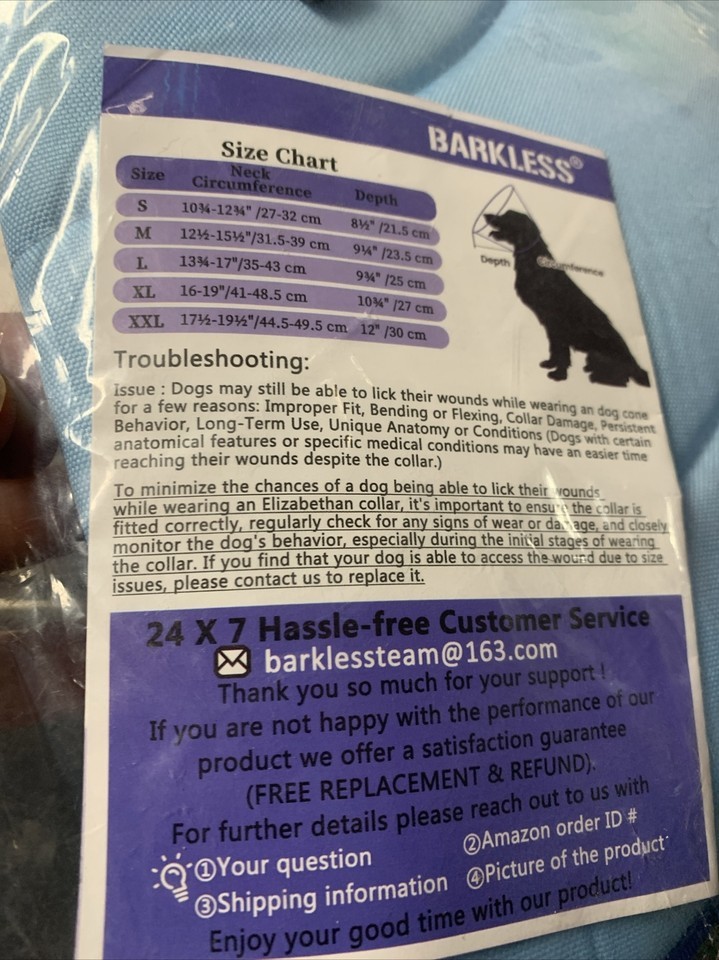 BARKLESS®
Size Chart
Size Neck Circumference Depth
S 10¾-12¾" /27-32 cm 8½" /21.5 cm
M 12½-15½"/31.5-39 cm 9¼" /23.5 cm
L 13¾-17"/35-43 cm 9¾" /25 cm
XL 16-19"/41-48.5 cm 10¾" /27 cm
XXL 17½-19½"/44.5-49.5 cm 12" /30 cm
Depth Circumference
Troubleshooting:
Issue : Dogs may still be able to lick their wounds while wearing an dog cone
for a few reasons: Improper Fit, Bending or Flexing, Collar Damage, Persistent
Behavior, Long-Term Use, Unique Anatomy or Conditions (Dogs with certain
anatomical features or specific medical conditions may have an easier time
reaching their wounds despite the collar.)
To minimize the chances of a dog being able to lick their wounds
while wearing an Elizabethan collar, it's important to ensure the collar is
fitted correctly, regularly check for any signs of wear or damage, and closely
monitor the dog's behavior, especially during the initial stages of wearing
the collar. If you find that your dog is able to access the wound due to size
issues, please contact us to replace it.
24 X 7 Hassle-free Customer Service
barklessteam@163.com
Thank you so much for your support !
If you are not happy with the performance of our
product we offer a satisfaction guarantee
(FREE REPLACEMENT & REFUND).
For further details please reach out to us with
①Your question ②Amazon order ID #
③Shipping information ④Picture of the product
Enjoy your good time with our product!